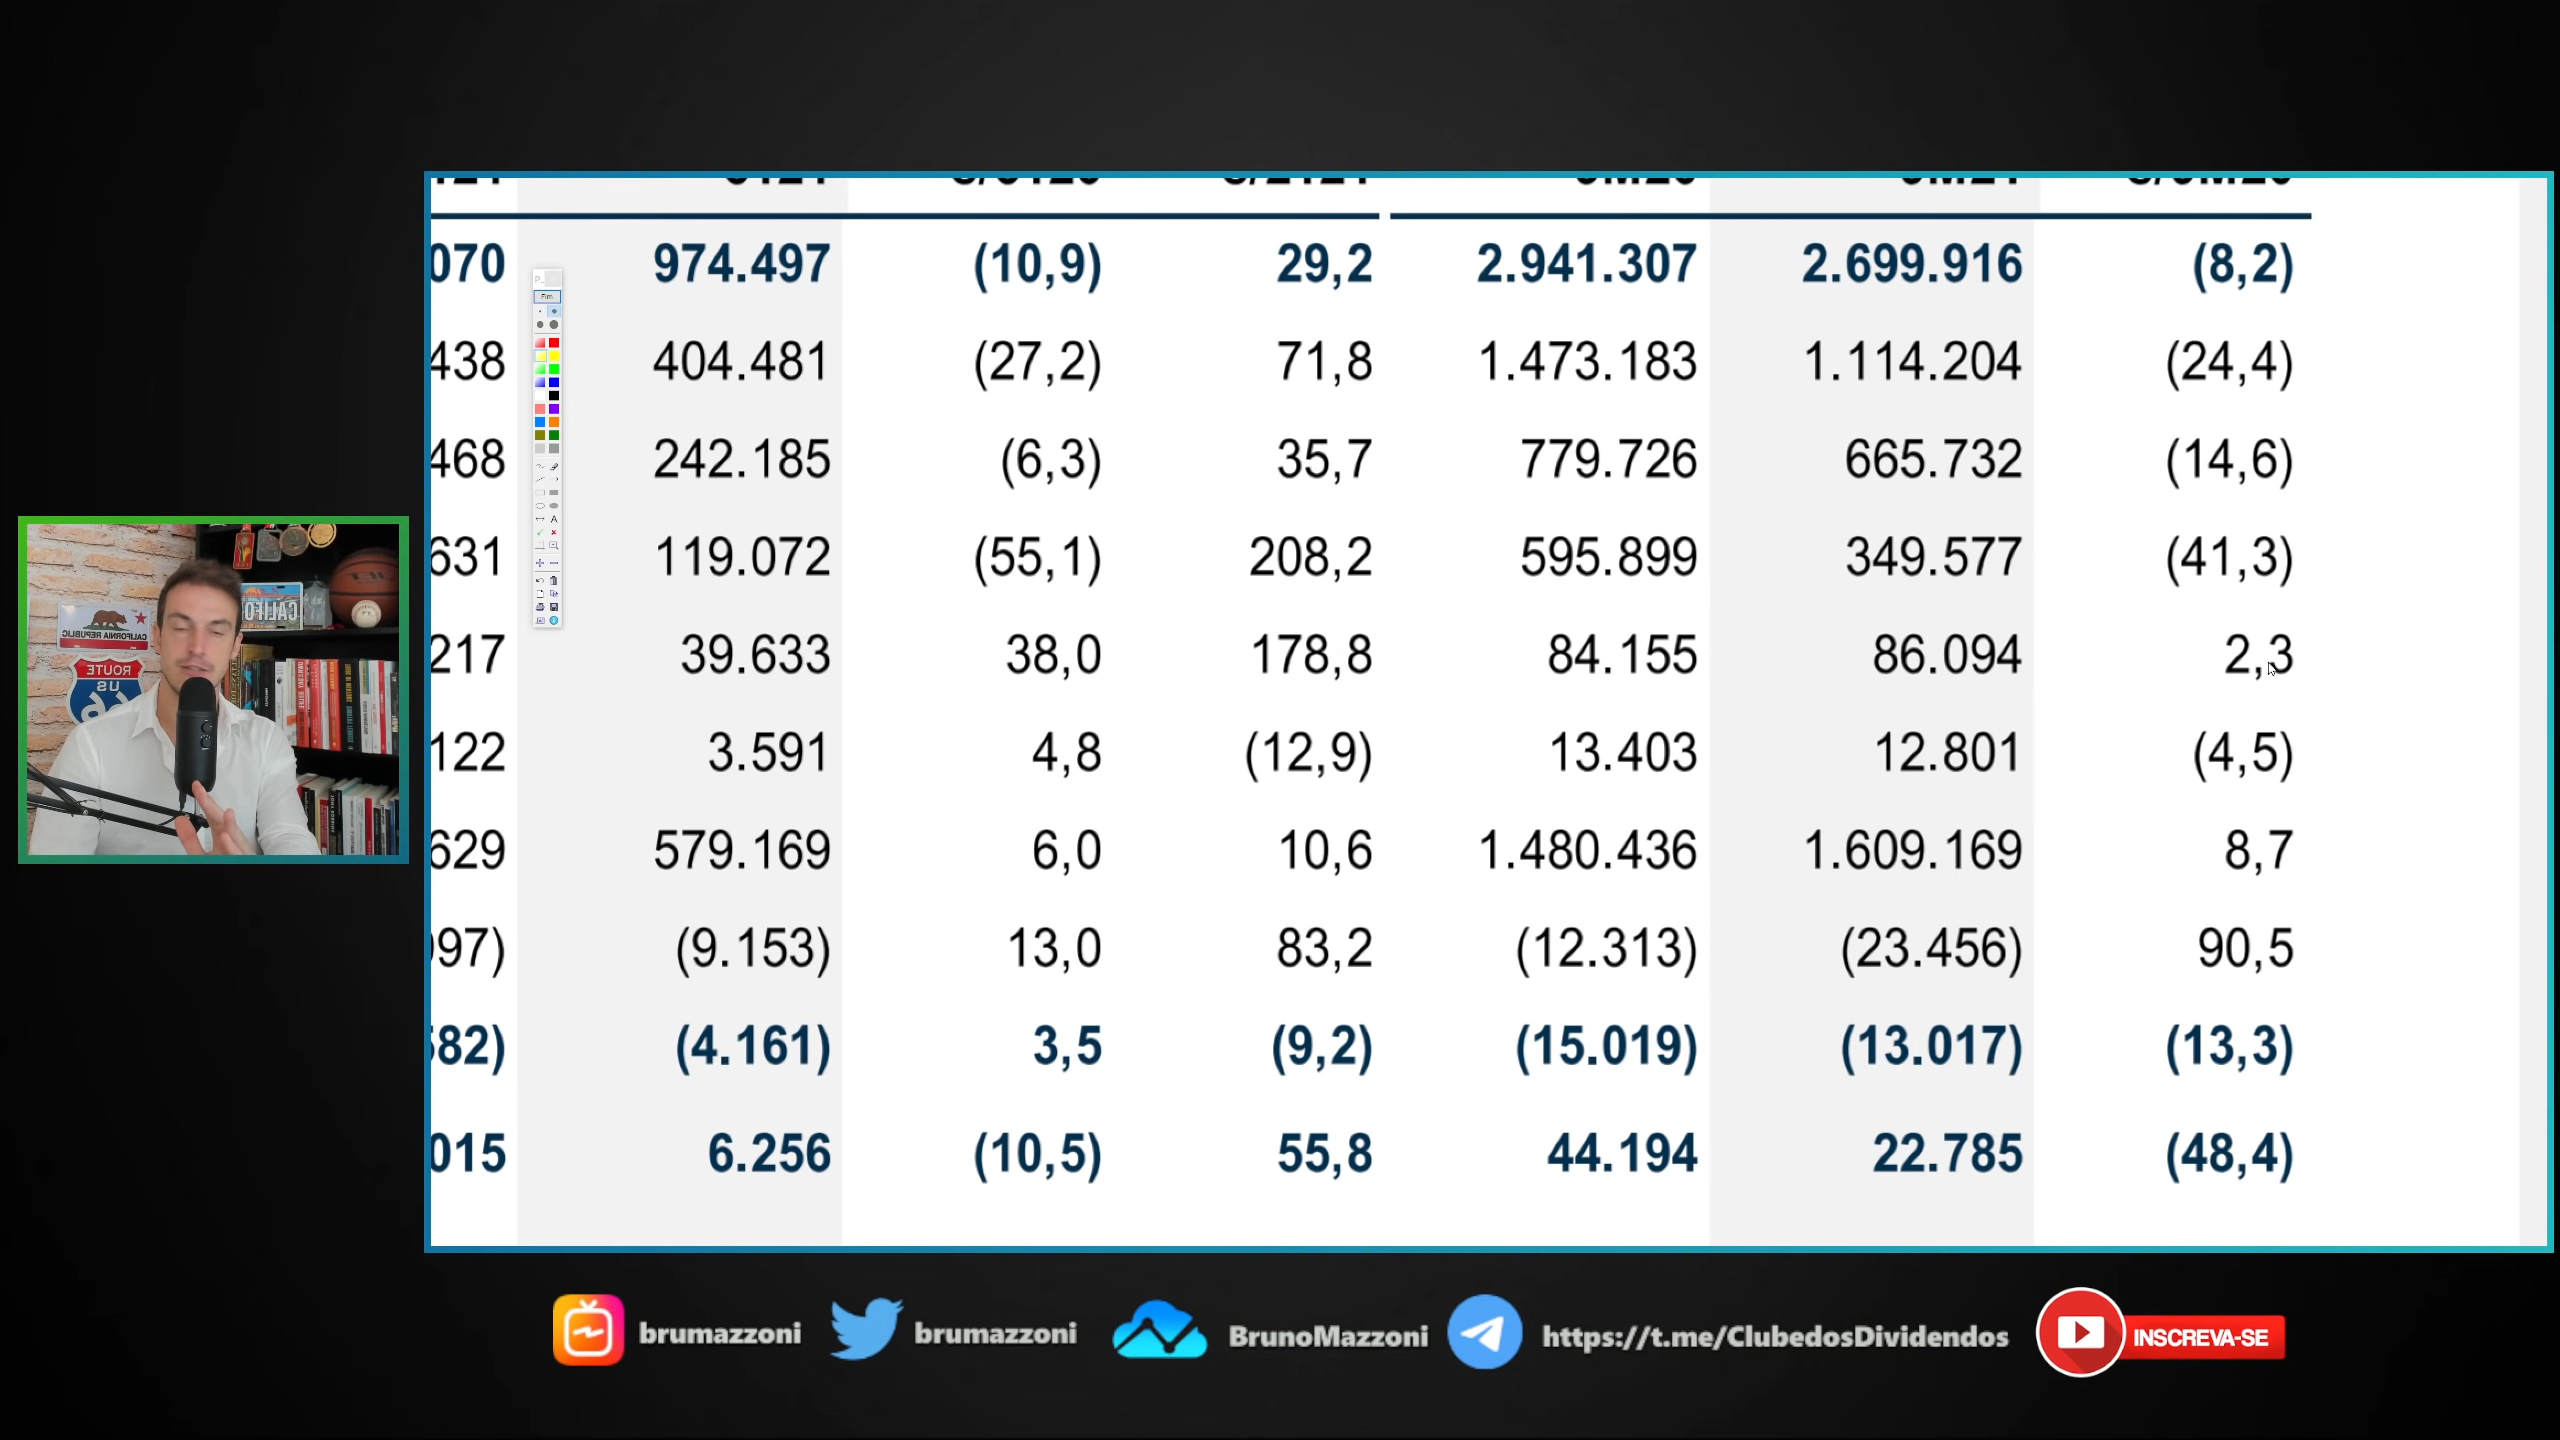 070 974.497 (10,9) 29,2 2.941.307 2.699.916 (8,2)
438 404.481 (27,2) 71,8 1.473.183 1.114.204 (24,4)
468 242.185 (6,3) 35,7 779.726 665.732 (14,6)
631 119.072 (55,1) 208,2 595.899 349.577 (41,3)
217 39.633 38,0 178,8 84.155 86.094 2,3
122 3.591 4,8 (12,9) 13.403 12.801 (4,5)
629 579.169 6,0 10,6 1.480.436 1.609.169 8,7
97) (9.153) 13,0 83,2 (12.313) (23.456) 90,5
82) (4.161) 3,5 (9,2) (15.019) (13.017) (13,3)
015 6.256 (10,5) 55,8 44.194 22.785 (48,4)
Fim
A
CALIFORNIA REPUBLIC
ROUTE
US
brumazzoni
brumazzoni
BrunoMazzoni
https://t.me/ClubedosDividendos
INSCREVA-SE